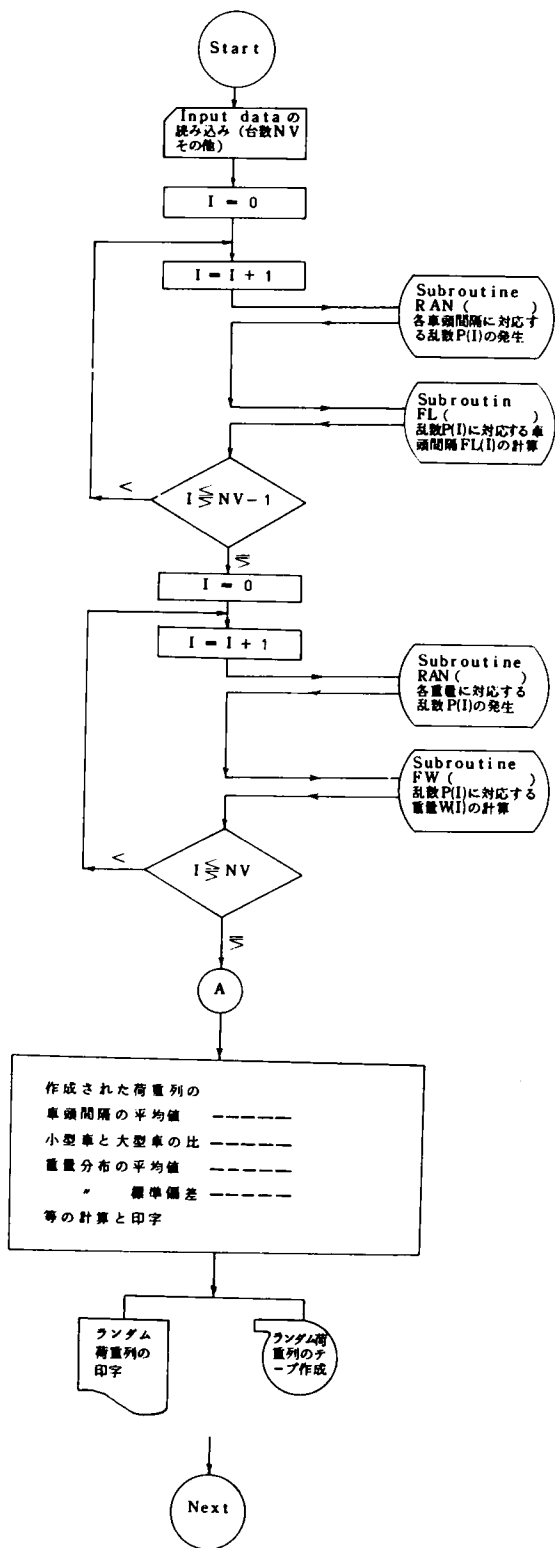 Start
Input dataの
読み込み(台数NV
その他)
I = 0
I = I + 1
Subroutine
RAN ( )
各車頭間隔に対応す
る乱数P(I)の発生
Subroutin
FL ( )
乱数P(I)に対応する車
頭間隔FL(I)の計算
I ≦≧ NV-1
<
≧
I = 0
I = I + 1
Subroutine
RAN ( )
各重量に対応する
乱数P(I)の発生
Subroutine
FW ( )
乱数P(I)に対応する
重量W(I)の計算
I ≦≧ NV
<
≧
A
作成された荷重列の
車頭間隔の平均値 -----
小型車と大型車の比 -----
重量分布の平均値 -----
〃 標準偏差 -----
等の計算と印字
ランダム
荷重列の
印字
ランダム荷
重列のテ
ープ作成
Next